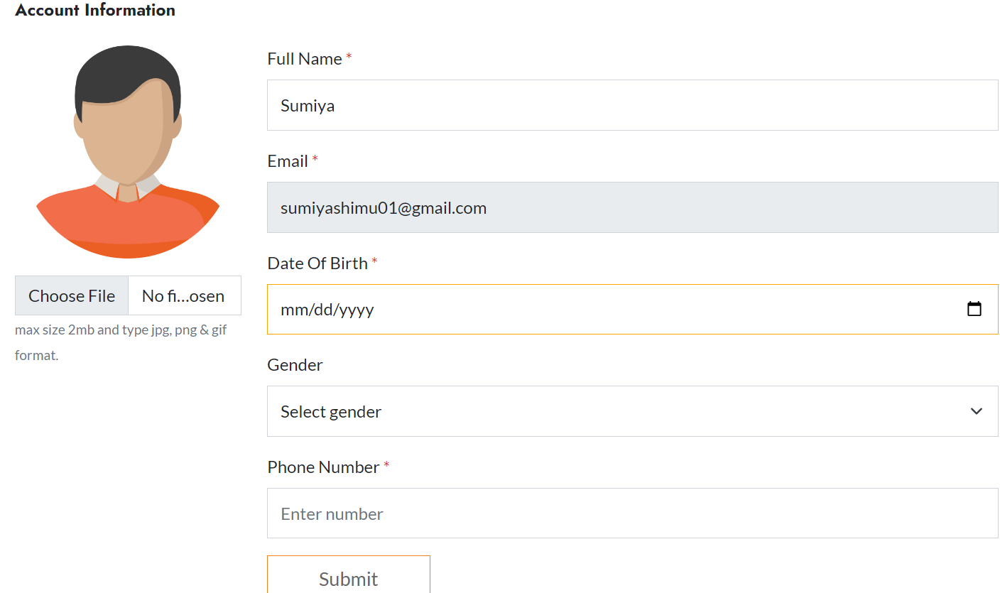 Account Information
Full Name *
Sumiya
Email *
sumiyashimu01@gmail.com
Date Of Birth *
mm/dd/yyyy
Choose File No fi...osen
max size 2mb and type jpg, png & gif
format.
Gender
Select gender
Phone Number *
Enter number
Submit